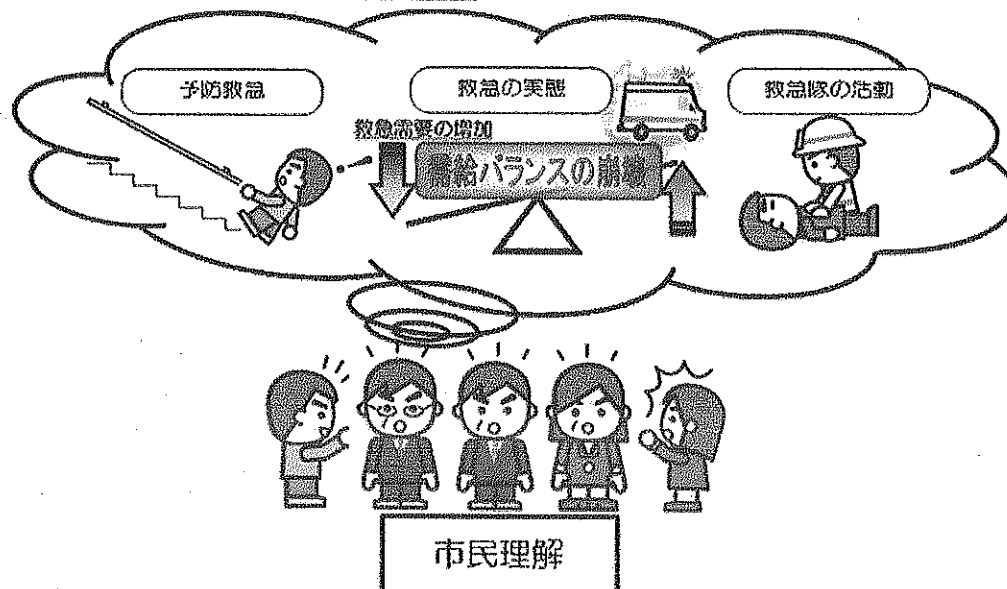 予防救急
救急の実態
救急隊の活動
救急需要の増加
需給バランスの崩壊
市民理解